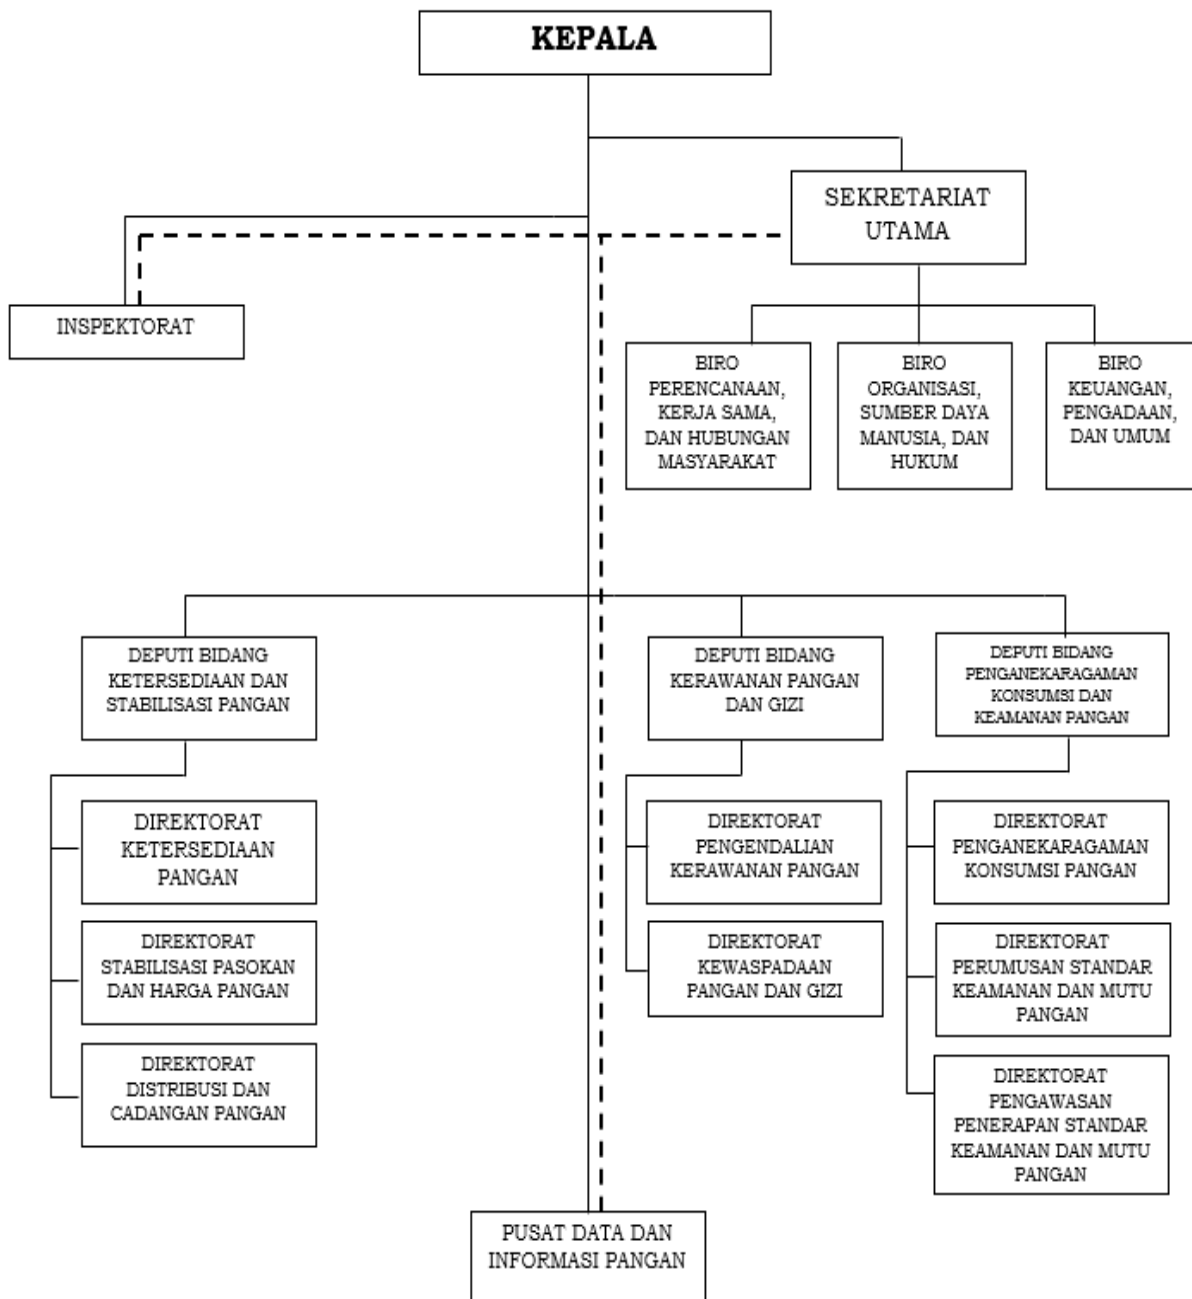 KEPALA
SEKRETARIAT
UTAMA
INSPEKTORAT
BIRO
PERENCANAAN,
KERJA SAMA,
DAN HUBUNGAN
MASYARAKAT
BIRO
ORGANISASI,
SUMBER DAYA
MANUSIA, DAN
HUKUM
BIRO
KEUANGAN,
PENGADAAN,
DAN UMUM
DEPUTI BIDANG
KETERSEDIAAN DAN
STABILISASI PANGAN
DEPUTI BIDANG
KERAWANAN PANGAN
DAN GIZI
DEPUTI BIDANG
PENGANEKARAGAMAN
KONSUMSI DAN
KEAMANAN PANGAN
DIREKTORAT
KETERSEDIAAN
PANGAN
DIREKTORAT
STABILISASI PASOKAN
DAN HARGA PANGAN
DIREKTORAT
DISTRIBUSI DAN
CADANGAN PANGAN
DIREKTORAT
PENGENDALIAN
KERAWANAN PANGAN
DIREKTORAT
KEWASPADAAN
PANGAN DAN GIZI
DIREKTORAT
PENGANEKARAGAMAN
KONSUMSI PANGAN
DIREKTORAT
PERUMUSAN STANDAR
KEAMANAN DAN MUTU
PANGAN
DIREKTORAT
PENGAWASAN
PENERAPAN STANDAR
KEAMANAN DAN MUTU
PANGAN
PUSAT DATA DAN
INFORMASI PANGAN